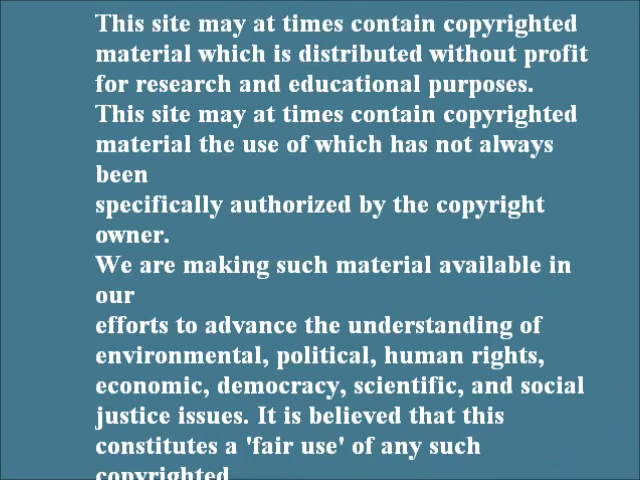 This site may at times contain copyrighted
material which is distributed without profit
for research and educational purposes.
This site may at times contain copyrighted
material the use of which has not always
been
specifically authorized by the copyright
owner.
We are making such material available in
our
efforts to advance the understanding of
environmental, political, human rights,
economic, democracy, scientific, and social
justice issues. It is believed that this
constitutes a 'fair use' of any such
copyrighted